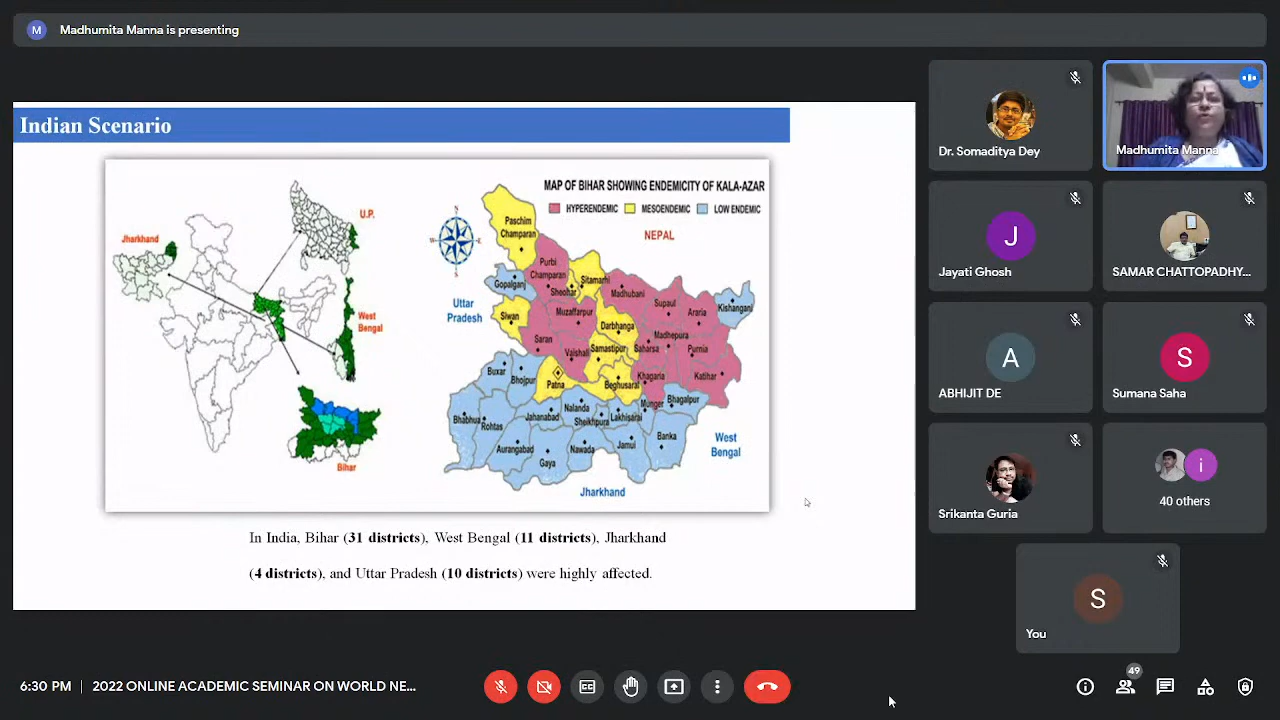 M Madhumita Manna is presenting
Indian Scenario
Jharkhand
U.P.
West
Bengal
Bihar
MAP OF BIHAR SHOWING ENDEMICITY OF KALA-AZAR
HYPERENDEMIC MESOENDEMIC LOW ENDEMIC
NEPAL
N
W E
S
Uttar
Pradesh
West
Bengal
Jharkhand
Paschim
Champaran
Purbi
Champaran
Gopalganj
Sheohar
Sitamarhi
Madhubani
Supaul
Araria
Kishanganj
Siwan
Muzaffarpur
Darbhanga
Saran
Vaishali
Samastipur
Saharsa
Madhepura
Purnia
Katihar
Khagaria
Beghusarai
Buxar
Bhojpur
Patna
Nalanda
Munger
Bhagalpur
Bhabhua
Rohtas
Jahanabad
Sheikhpura
Lakhisarai
Aurangabad
Gaya
Nawada
Jamui
Banka
In India, Bihar (31 districts), West Bengal (11 districts), Jharkhand
(4 districts), and Uttar Pradesh (10 districts) were highly affected.
Dr. Somaditya Dey
Madhumita Manna
J
Jayati Ghosh
SAMAR CHATTOPADHY...
A
ABHIJIT DE
S
Sumana Saha
Srikanta Guria
i
40 others
S
You
6:30 PM | 2022 ONLINE ACADEMIC SEMINAR ON WORLD NE...
49